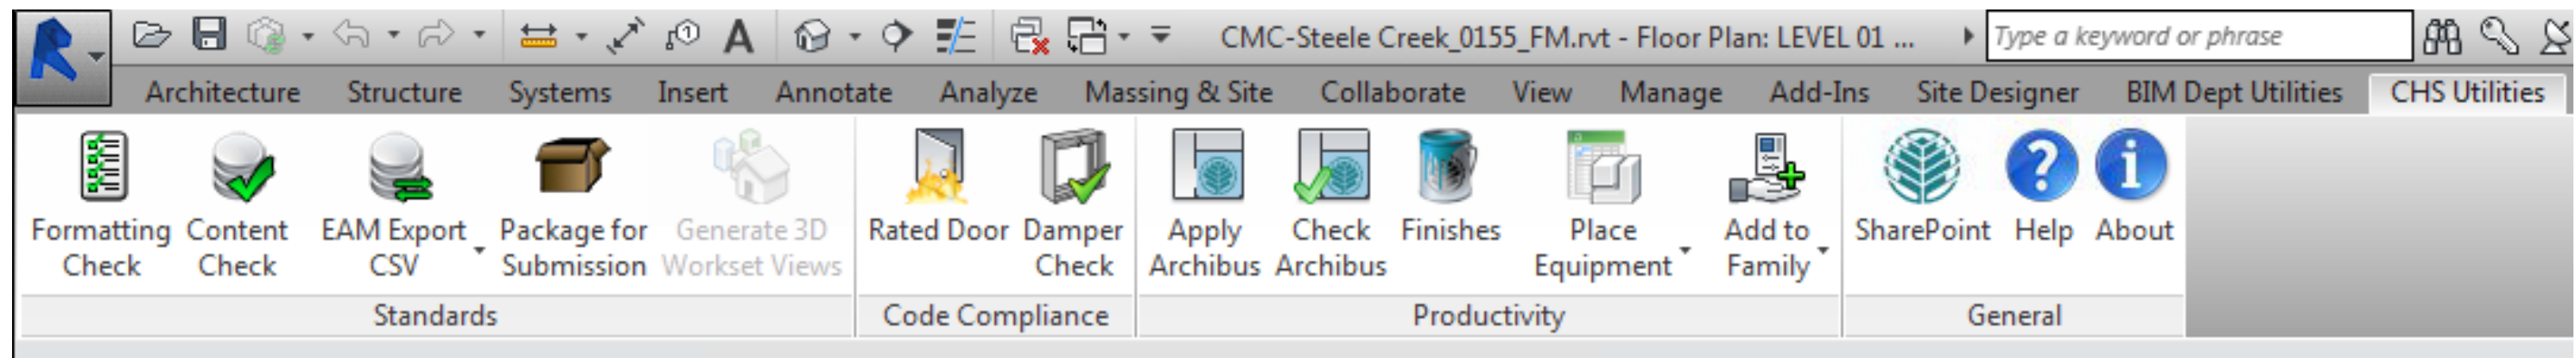 CMC-Steele Creek_0155_FM.rvt - Floor Plan: LEVEL 01 ...
Type a keyword or phrase
Architecture Structure Systems Insert Annotate Analyze Massing & Site Collaborate View Manage Add-Ins Site Designer BIM Dept Utilities CHS Utilities
Formatting Content EAM Export Package for Generate 3D Rated Door Damper Apply Check Finishes Place Add to SharePoint Help About
Check Check CSV Submission Workset Views Check Archibus Archibus Equipment Family
Standards Code Compliance Productivity General